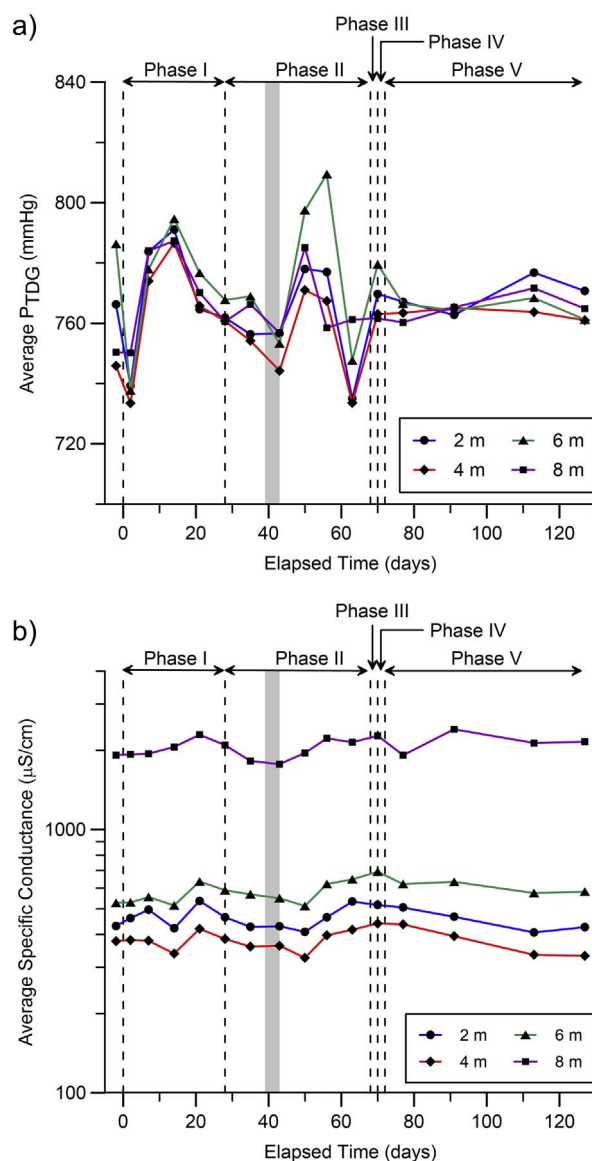 a)
Phase III
Phase IV
Phase I
Phase II
Phase V
840
800
760
720
Average PTDG (mmHg)
2 m
6 m
4 m
8 m
0
20
40
60
80
100
120
Elapsed Time (days)
b)
Phase III
Phase IV
Phase I
Phase II
Phase V
1000
100
Average Specific Conductance (µS/cm)
2 m
6 m
4 m
8 m
0
20
40
60
80
100
120
Elapsed Time (days)